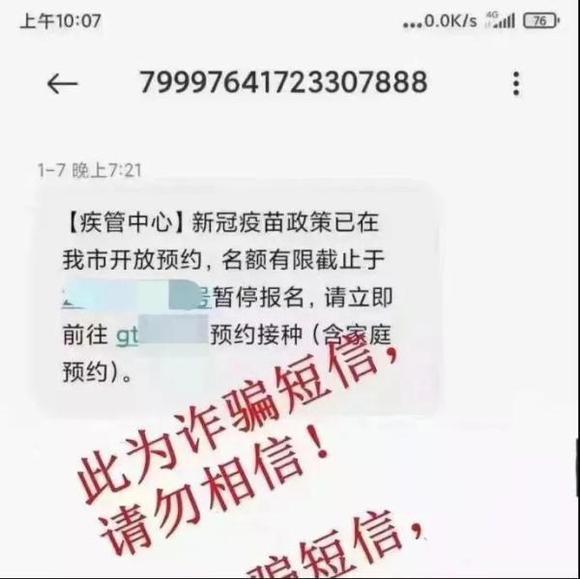 上午10:07
...0.0K/s 4G 76
79997641723307888
1-7 晚上7:21
【疾管中心】新冠疫苗政策已在
我市开放预约，名额有限截止于
号暂停报名，请立即
前往 gt 预约接种（含家庭
预约）。
此为诈骗短信，
请勿相信！
骗短信，